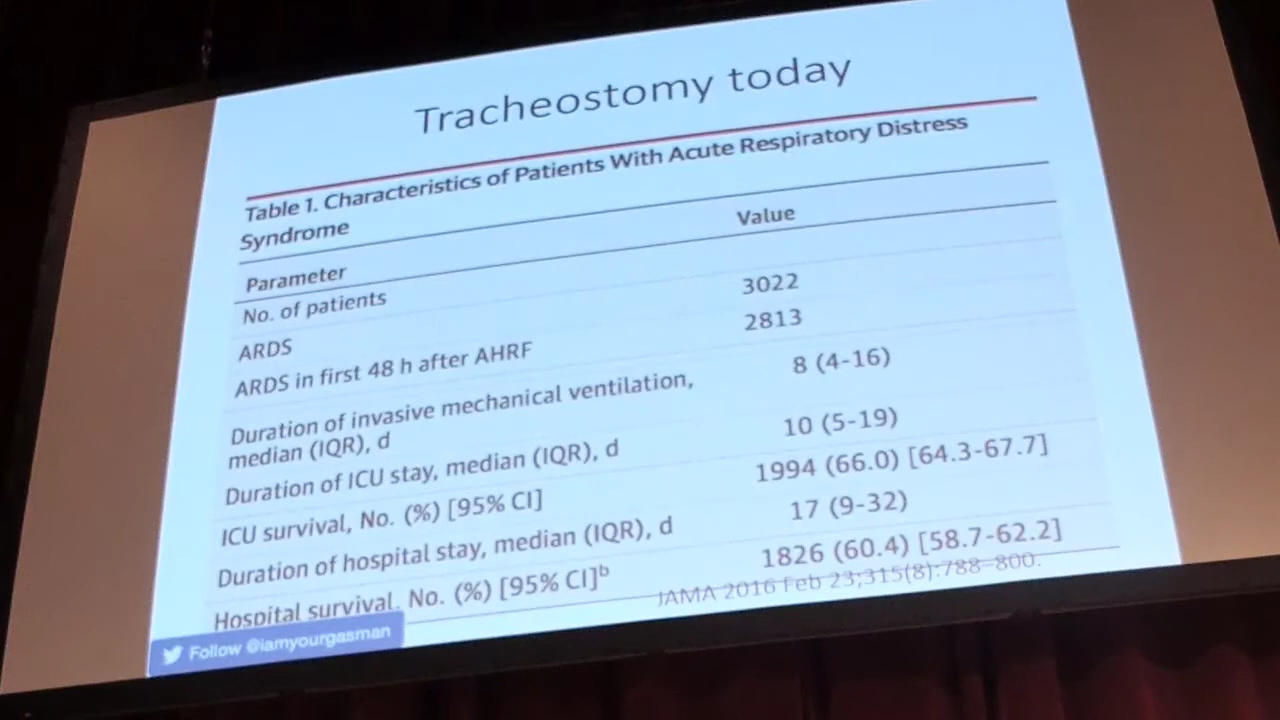 Tracheostomy today
Table 1. Characteristics of Patients With Acute Respiratory Distress
Syndrome
Parameter Value
No. of patients
ARDS 3022
ARDS in first 48 h after AHRF 2813
Duration of invasive mechanical ventilation, 8 (4-16)
median (IQR), d
Duration of ICU stay, median (IQR), d 10 (5-19)
ICU survival, No. (%) [95% CI] 1994 (66.0) [64.3-67.7]
Duration of hospital stay, median (IQR), d 17 (9-32)
Hospital survival, No. (%) [95% CI]b 1826 (60.4) [58.7-62.2]
JAMA 2016 Feb 23;315(8):788-800.
Follow @iamyourgasman